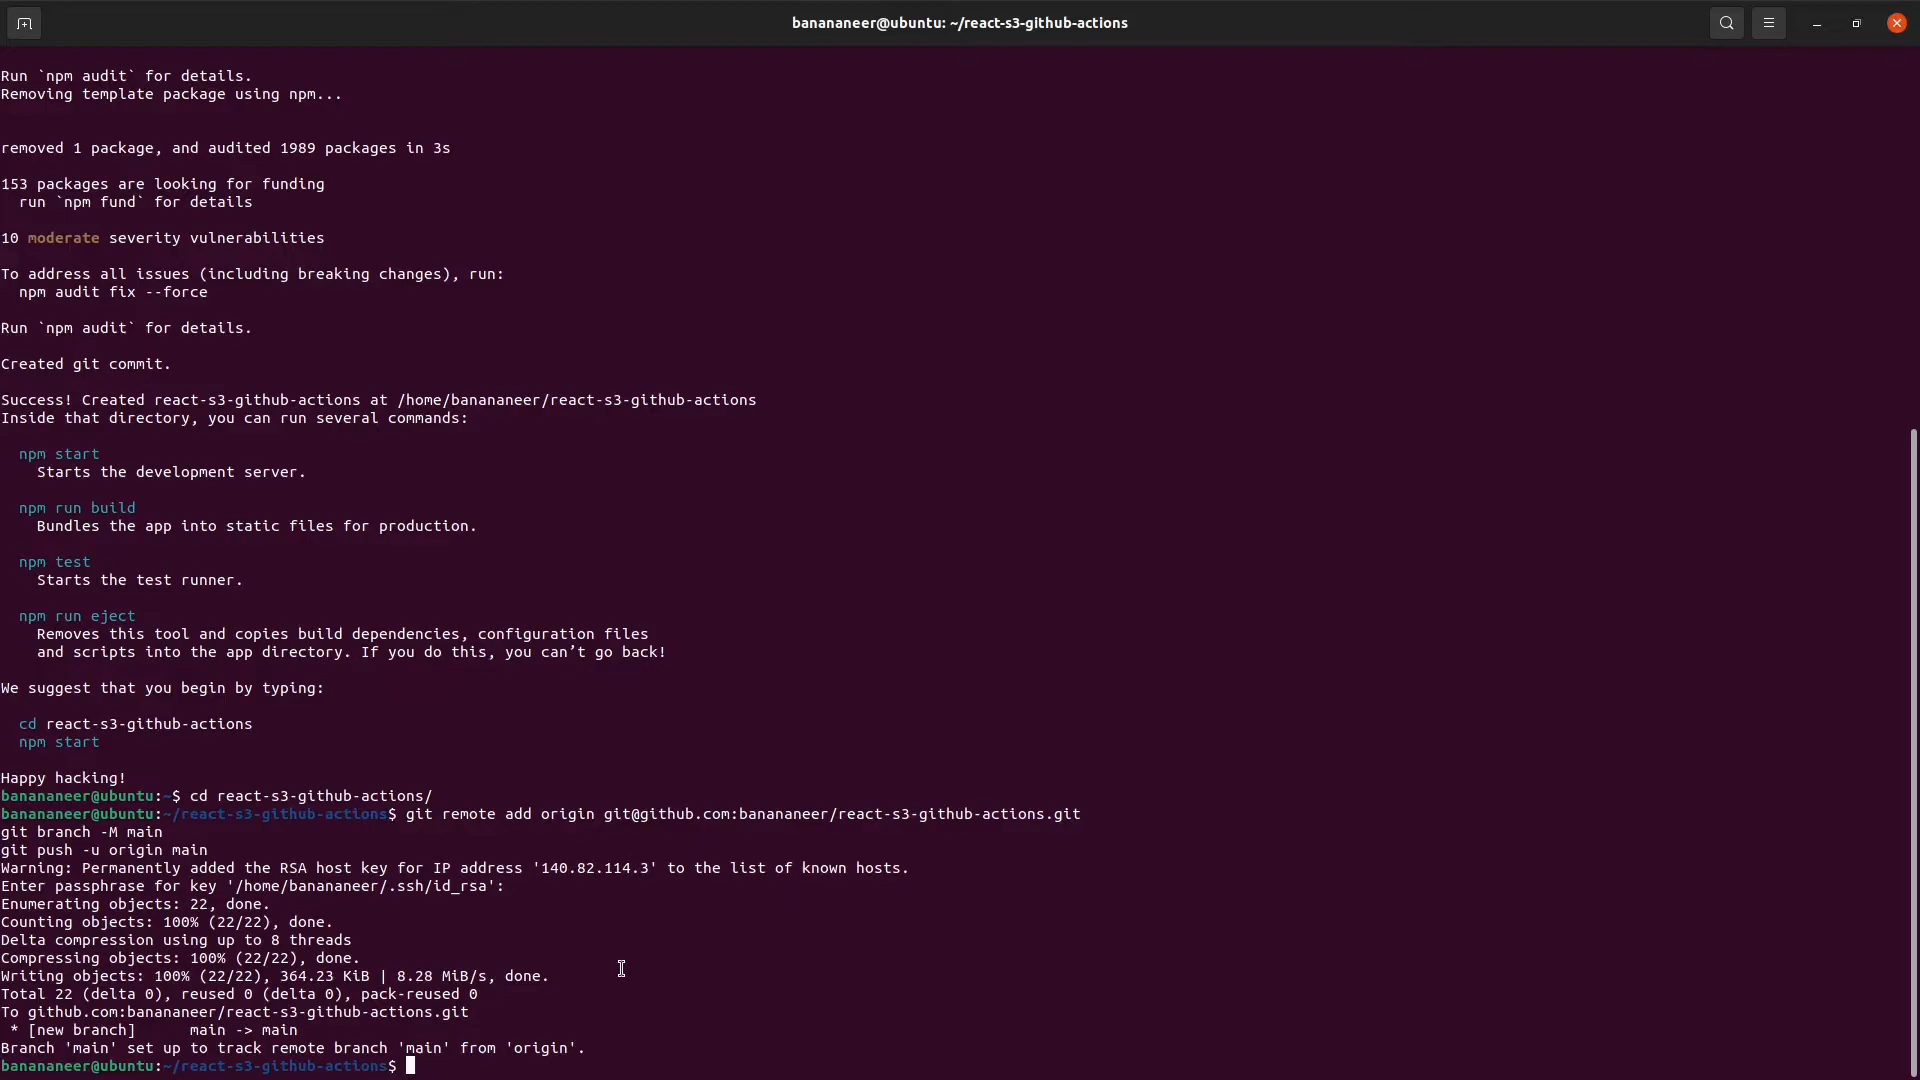 banananeer@ubuntu: ~/react-s3-github-actions
Run `npm audit` for details.
Removing template package using npm...
removed 1 package, and audited 1989 packages in 3s
153 packages are looking for funding
  run `npm fund` for details
10 moderate severity vulnerabilities
To address all issues (including breaking changes), run:
  npm audit fix --force
Run `npm audit` for details.
Created git commit.
Success! Created react-s3-github-actions at /home/banananeer/react-s3-github-actions
Inside that directory, you can run several commands:
  npm start
    Starts the development server.
  npm run build
    Bundles the app into static files for production.
  npm test
    Starts the test runner.
  npm run eject
    Removes this tool and copies build dependencies, configuration files
    and scripts into the app directory. If you do this, you can’t go back!
We suggest that you begin by typing:
  cd react-s3-github-actions
  npm start
Happy hacking!
banananeer@ubuntu:~$ cd react-s3-github-actions/
banananeer@ubuntu:~/react-s3-github-actions$ git remote add origin git@github.com:banananeer/react-s3-github-actions.git
git branch -M main
git push -u origin main
Warning: Permanently added the RSA host key for IP address '140.82.114.3' to the list of known hosts.
Enter passphrase for key '/home/banananeer/.ssh/id_rsa':
Enumerating objects: 22, done.
Counting objects: 100% (22/22), done.
Delta compression using up to 8 threads
Compressing objects: 100% (22/22), done.
Writing objects: 100% (22/22), 364.23 KiB | 8.28 MiB/s, done.
Total 22 (delta 0), reused 0 (delta 0), pack-reused 0
To github.com:banananeer/react-s3-github-actions.git
 * [new branch]      main -> main
Branch 'main' set up to track remote branch 'main' from 'origin'.
banananeer@ubuntu:~/react-s3-github-actions$